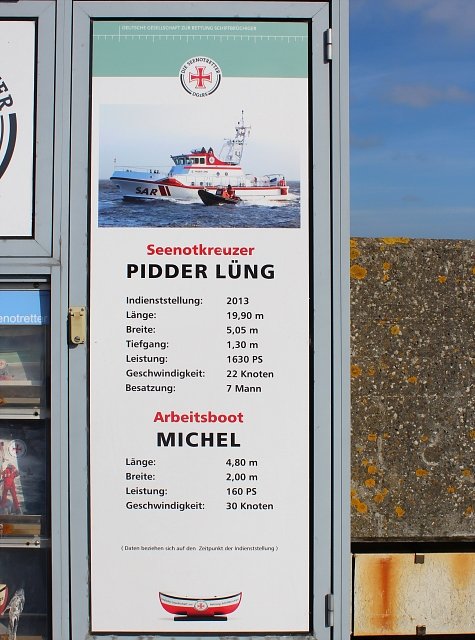 DEUTSCHE GESELLSCHAFT ZUR RETTUNG SCHIFFBRÜCHIGER
DIE SEENOTRETTER
DGzRS
SAR
Seenotkreuzer
PIDDER LÜNG
Indienststellung: 2013
Länge: 19,90 m
Breite: 5,05 m
Tiefgang: 1,30 m
Leistung: 1630 PS
Geschwindigkeit: 22 Knoten
Besatzung: 7 Mann
Arbeitsboot
MICHEL
Länge: 4,80 m
Breite: 2,00 m
Leistung: 160 PS
Geschwindigkeit: 30 Knoten
( Daten beziehen sich auf den Zeitpunkt der Indienststellung )
enotretter